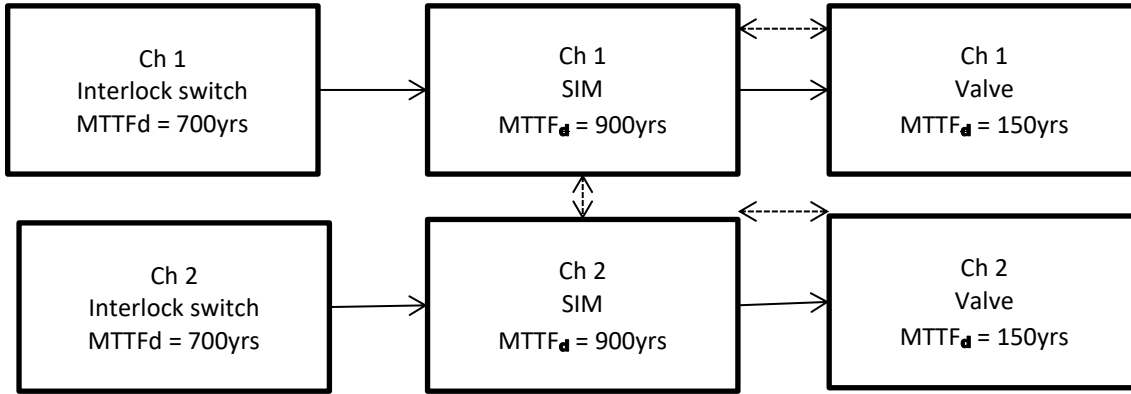 Ch 1
Interlock switch
MTTFd = 700yrs
Ch 1
SIM
MTTFd = 900yrs
Ch 1
Valve
MTTFd = 150yrs
Ch 2
Interlock switch
MTTFd = 700yrs
Ch 2
SIM
MTTFd = 900yrs
Ch 2
Valve
MTTFd = 150yrs